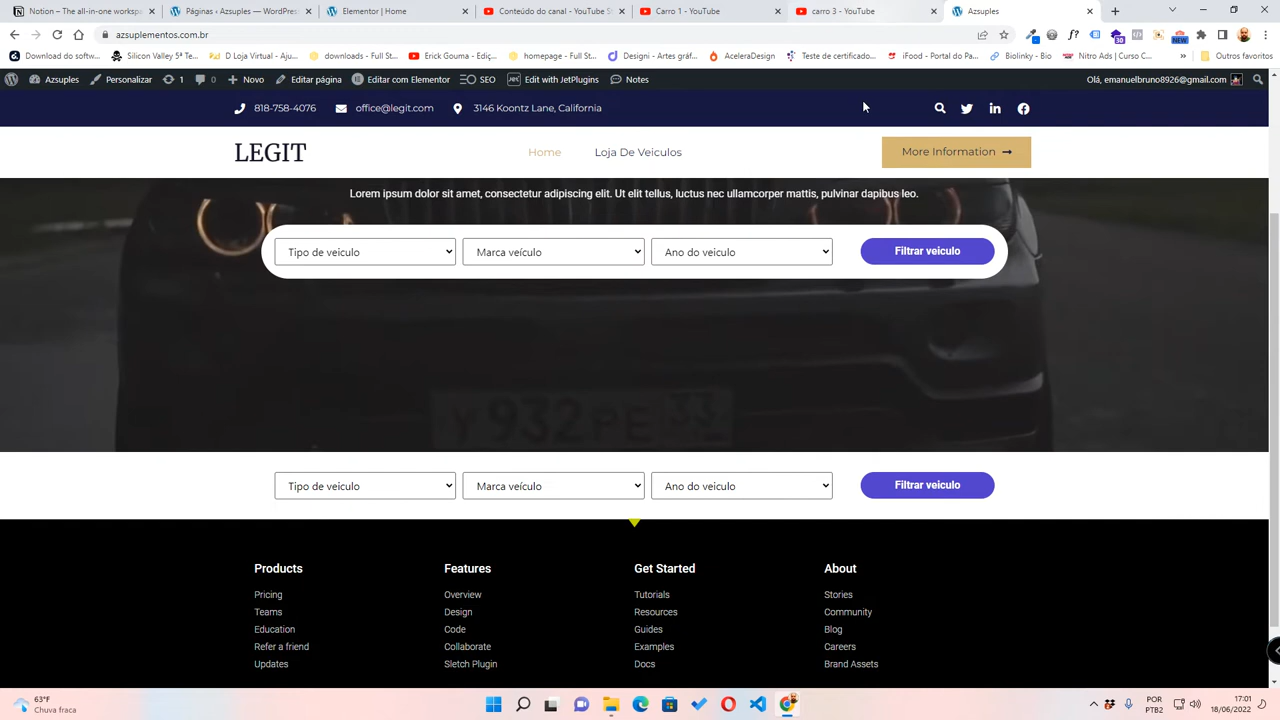 Notion – The all-in-one worksp
Páginas ‹ Azsuples — WordPres
Elementor | Home
Conteúdo do canal - YouTube S
Carro 1 - YouTube
carro 3 - YouTube
Azsuples
azsuplementos.com.br
Download do softw...
Silicon Valley 5ª Te...
D Loja Virtual - Aju...
downloads - Full St...
Erick Gouma - Ediç...
homepage - Full St...
Designi - Artes gráf...
AceleraDesign
Teste de certificado...
iFood - Portal do Pa...
Biolinky - Bio
Nitro Ads | Curso C...
»
Outros favoritos
Azsuples
Personalizar
1
0
Novo
Editar página
Editar com Elementor
SEO
Edit with JetPlugins
Notes
Olá, emanuelbruno8926@gmail.com
818-758-4076
office@legit.com
3146 Koontz Lane, California
LEGIT
Home
Loja De Veiculos
More Information
Lorem ipsum dolor sit amet, consectetur adipiscing elit. Ut elit tellus, luctus nec ullamcorper mattis, pulvinar dapibus leo.
Tipo de veiculo
Marca veículo
Ano do veiculo
Filtrar veiculo
Tipo de veiculo
Marca veículo
Ano do veiculo
Filtrar veiculo
Products
Features
Get Started
About
Pricing
Overview
Tutorials
Stories
Teams
Design
Resources
Community
Education
Code
Guides
Blog
Refer a friend
Collaborate
Examples
Careers
Updates
Sletch Plugin
Docs
Brand Assets
63°F
Chuva fraca
POR
PTB2
17:01
18/06/2022